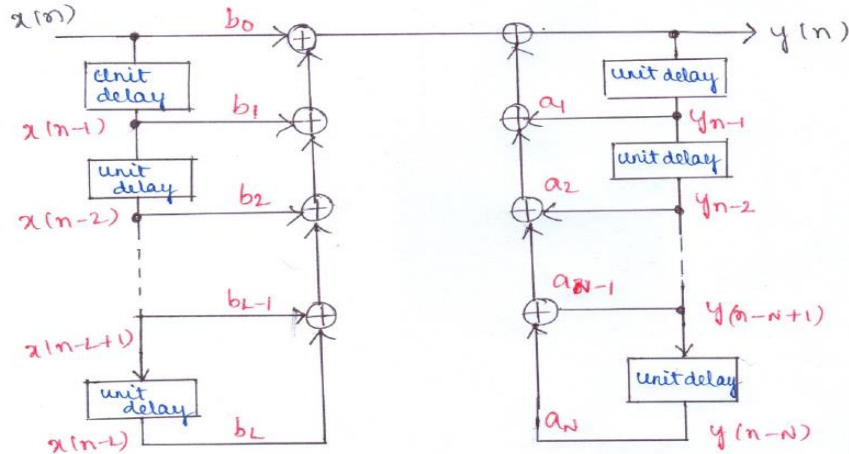 x(n) b0 y(n)
unit delay unit delay
x(n-1) b1 a1 yn-1
unit delay unit delay
x(n-2) b2 a2 yn-2
bL-1 aN-1
x(n-L+1) y(n-N+1)
unit delay unit delay
x(n-L) bL aN y(n-N)